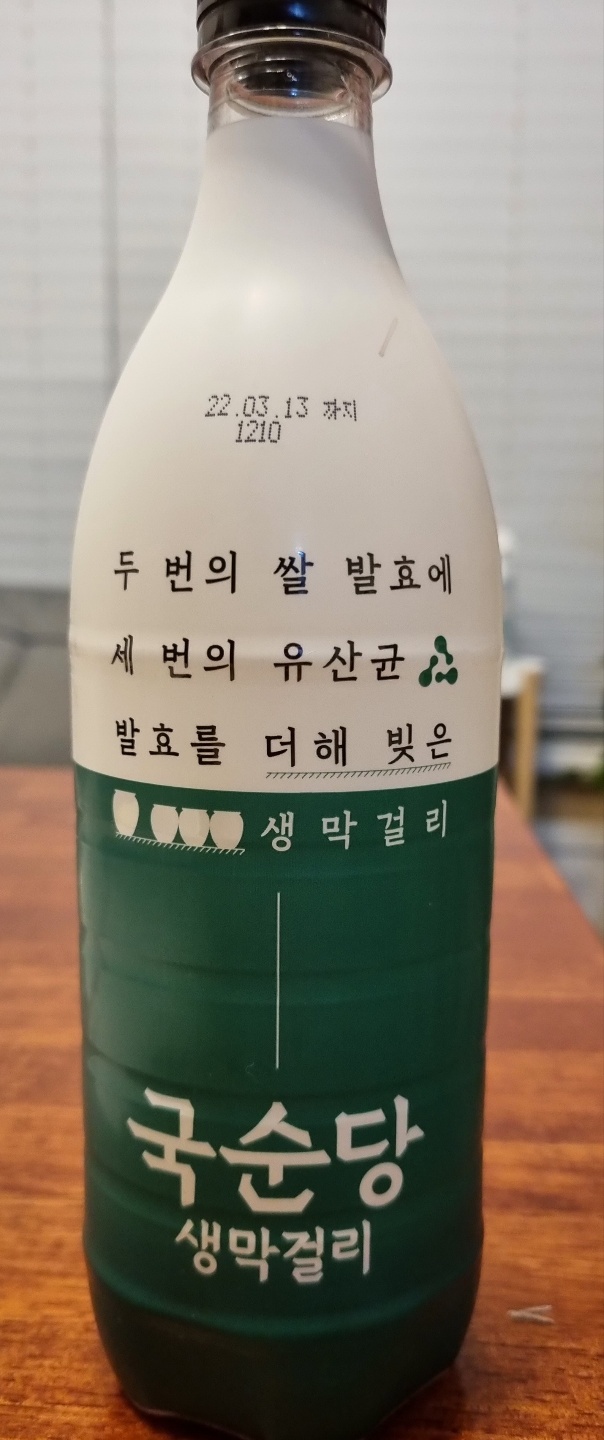 22.03.13 까지
1210
두 번의 쌀 발효에
세 번의 유산균
발효를 더해 빚은
생막걸리
국순당
생막걸리